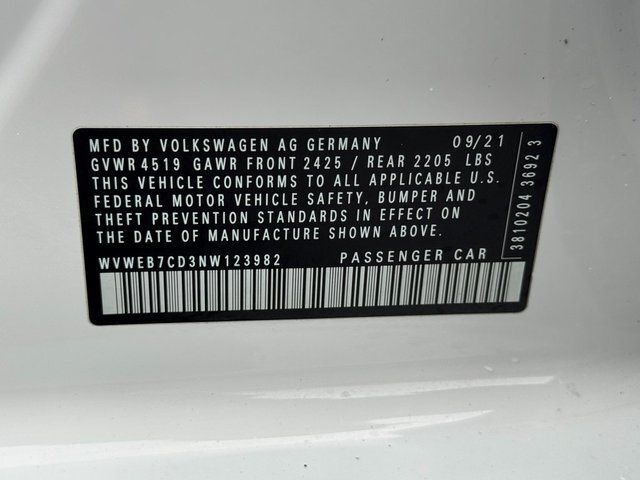 MFD BY VOLKSWAGEN AG GERMANY 09/21
GVWR 4519 GAWR FRONT 2425 / REAR 2205 LBS
THIS VEHICLE CONFORMS TO ALL APPLICABLE U.S.
FEDERAL MOTOR VEHICLE SAFETY, BUMPER AND
THEFT PREVENTION STANDARDS IN EFFECT ON
THE DATE OF MANUFACTURE SHOWN ABOVE.
WVWEB7CD3NW123982 PASSENGER CAR
3810204 3692 3